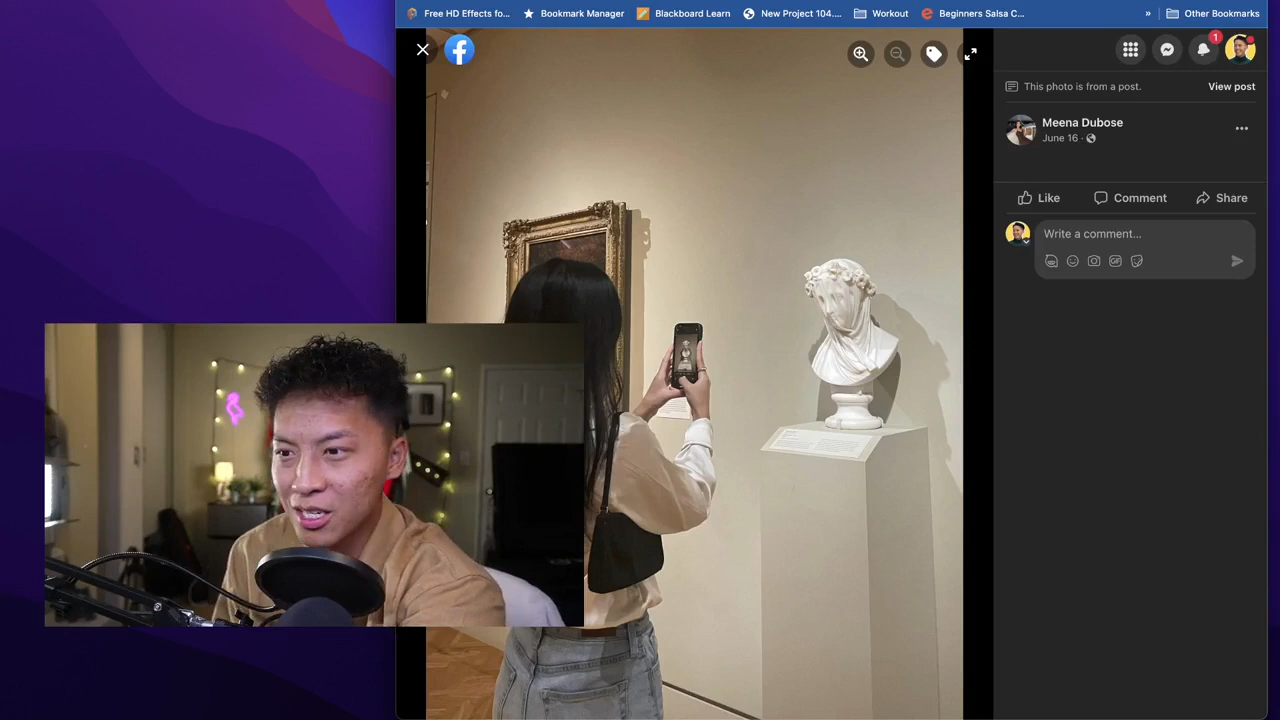 Free HD Effects fo...
Bookmark Manager
Blackboard Learn
New Project 104....
Workout
Beginners Salsa C...
»
Other Bookmarks
1
This photo is from a post.
View post
Meena Dubose
June 16 ·
Like
Comment
Share
Write a comment...
GIF